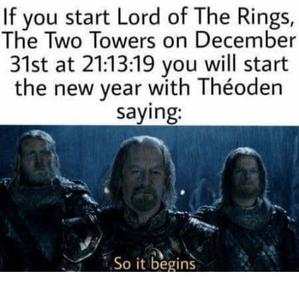 If you start Lord of The Rings,
The Two Towers on December
31st at 21:13:19 you will start
the new year with Théoden
saying:
So it begins